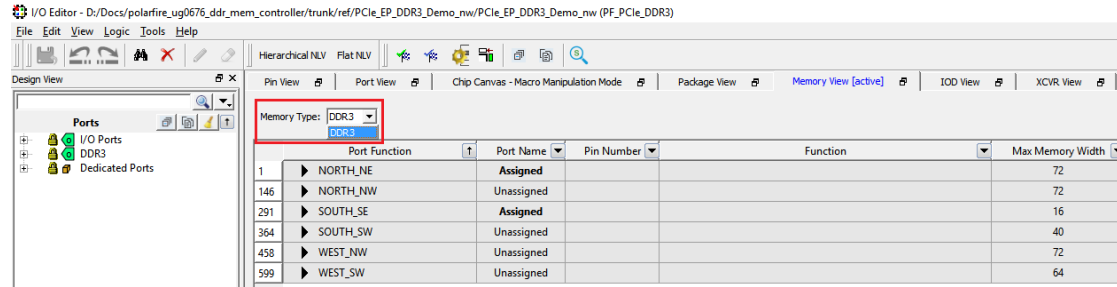 I/O Editor - D:/Docs/polarfire_ug0676_ddr_mem_controller/trunk/ref/PCIe_EP_DDR3_Demo_nw/PCIe_EP_DDR3_Demo_nw (PF_PCIe_DDR3)
File Edit View Logic Tools Help
Hierarchical NLV Flat NLV
Design View
Pin View Port View Chip Canvas - Macro Manipulation Mode Package View Memory View [active] IOD View XCVR View
Memory Type: DDR3
DDR3
Ports
I/O Ports
DDR3
Dedicated Ports
Port Function Port Name Pin Number Function Max Memory Width
1 NORTH_NE Assigned 72
146 NORTH_NW Unassigned 72
291 SOUTH_SE Assigned 16
364 SOUTH_SW Unassigned 40
458 WEST_NW Unassigned 72
599 WEST_SW Unassigned 64